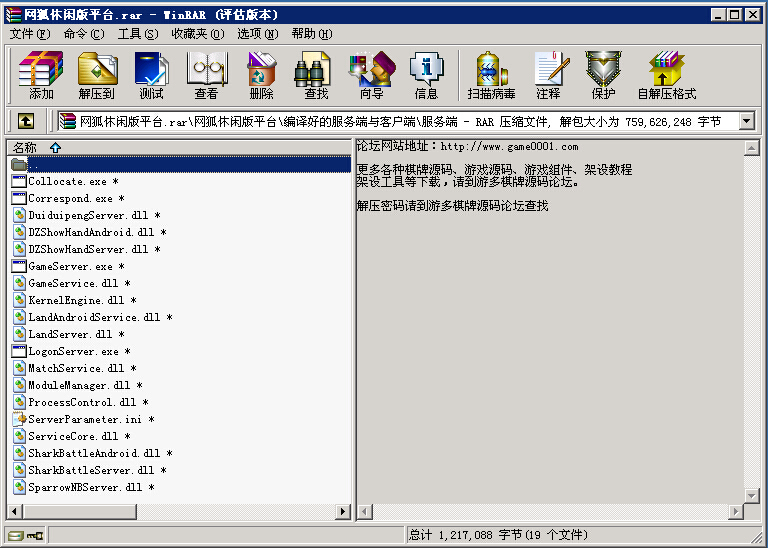 网狐休闲版平台.rar - WinRAR (评估版本)
文件(F) 命令(C) 工具(S) 收藏夹(O) 选项(N) 帮助(H)
添加 解压到 测试 查看 删除 查找 向导 信息 扫描病毒 注释 保护 自解压格式
网狐休闲版平台.rar\网狐休闲版平台\编译好的服务端与客户端\服务端 - RAR 压缩文件, 解包大小为 759,626,248 字节
名称
..
Collocate.exe *
Correspond.exe *
DuiduipengServer.dll *
DZShowHandAndroid.dll *
DZShowHandServer.dll *
GameServer.exe *
GameService.dll *
KernelEngine.dll *
LandAndroidService.dll *
LandServer.dll *
LogonServer.exe *
MatchService.dll *
ModuleManager.dll *
ProcessControl.dll *
ServerParameter.ini *
ServiceCore.dll *
SharkBattleAndroid.dll *
SharkBattleServer.dll *
SparrowNBServer.dll *
论坛网站地址：http://www.game0001.com
更多各种棋牌源码、游戏源码、游戏组件、架设教程
架设工具等下载，请到游多棋牌源码论坛。
解压密码请到游多棋牌源码论坛查找
总计 1,217,088 字节(19 个文件)